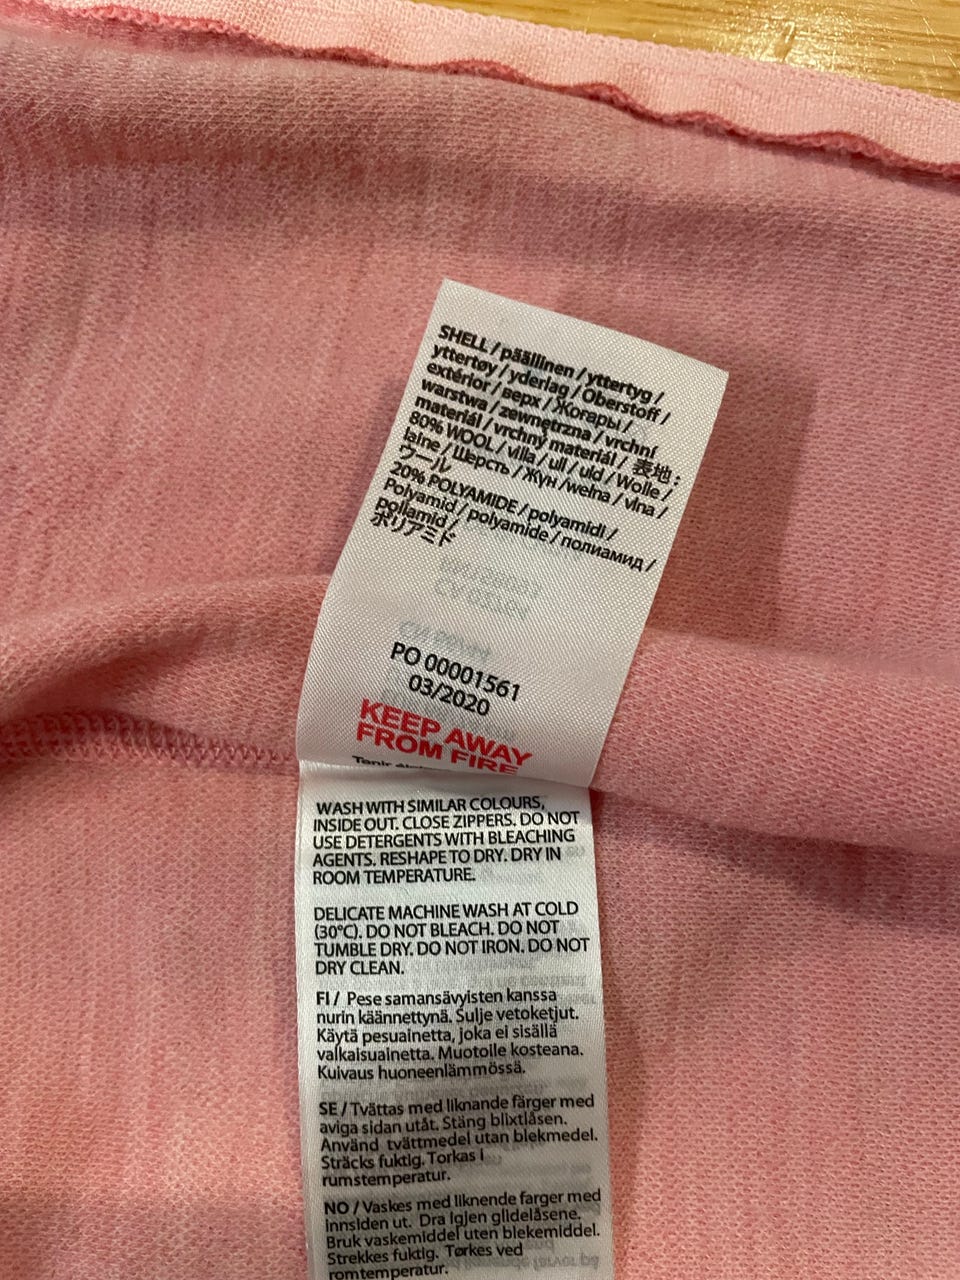 SHELL / päällinen / yttertyg /
yttertøy / yderlag / Oberstoff /
extérior / верх / Жоғары /
warstwa / zewnętrzna / vrchní
materiál / vrchný materiál / 表地:
80% WOOL / villa / ull / uld / Wolle /
laine / Шерсть / Жүн /wełna / vlna /
ウール
20% POLYAMIDE / polyamidi /
Polyamid / polyamide / полиамид /
poliamid /
ポリアミド
PO 00001561
03/2020
KEEP AWAY
FROM FIRE
WASH WITH SIMILAR COLOURS,
INSIDE OUT. CLOSE ZIPPERS. DO NOT
USE DETERGENTS WITH BLEACHING
AGENTS. RESHAPE TO DRY. DRY IN
ROOM TEMPERATURE.
DELICATE MACHINE WASH AT COLD
(30°C). DO NOT BLEACH. DO NOT
TUMBLE DRY. DO NOT IRON. DO NOT
DRY CLEAN.
FI / Pese samansävyisten kanssa
nurin käännettynä. Sulje vetoketjut.
Käytä pesuainetta, joka ei sisällä
valkaisuainetta. Muotoile kosteana.
Kuivaus huoneenlämmössä.
SE / Tvättas med liknande färger med
aviga sidan utåt. Stäng blixtlåsen.
Använd tvättmedel utan blekmedel.
Sträcks fuktig. Torkas i
rumstemperatur.
NO / Vaskes med liknende farger med
innsiden ut. Dra igjen glidelåsene.
Bruk vaskemiddel uten blekemiddel.
Strekkes fuktig. Tørkes ved
romtemperatur.